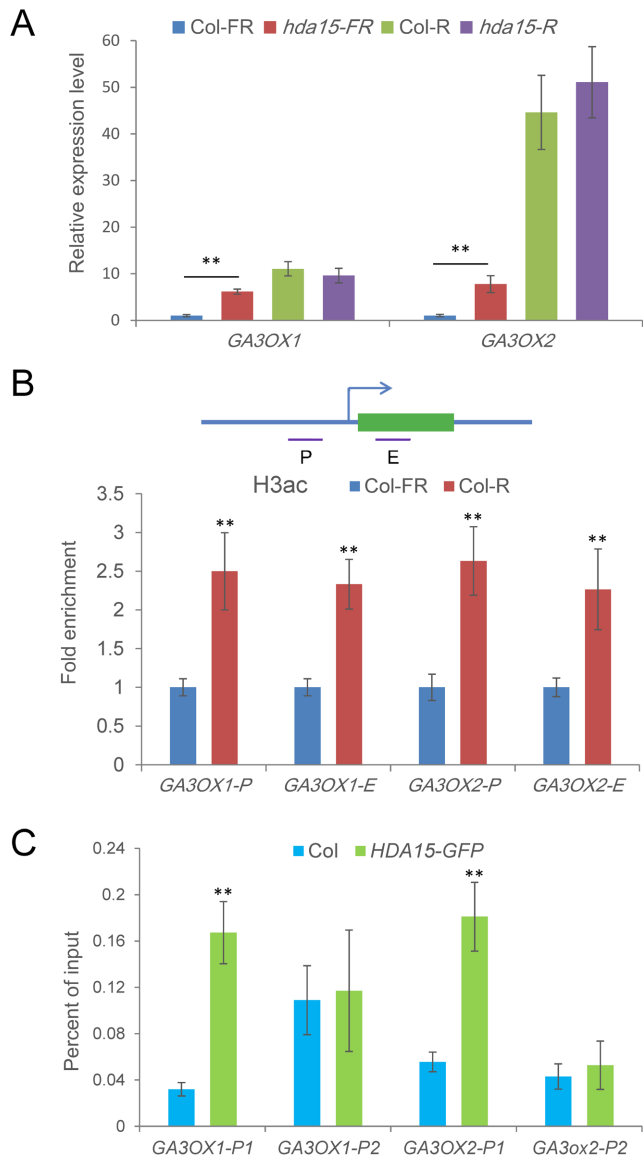 A
Col-FR hda15-FR Col-R hda15-R
Relative expression level
60
50
40
30
20
10
0
**
**
GA3OX1 GA3OX2
B
P E
H3ac Col-FR Col-R
Fold enrichment
3.5
3
2.5
2
1.5
1
0.5
0
** ** ** **
GA3OX1-P GA3OX1-E GA3OX2-P GA3OX2-E
C
Col HDA15-GFP
Percent of input
0.24
0.2
0.16
0.12
0.08
0.04
0
** **
GA3OX1-P1 GA3OX1-P2 GA3OX2-P1 GA3ox2-P2